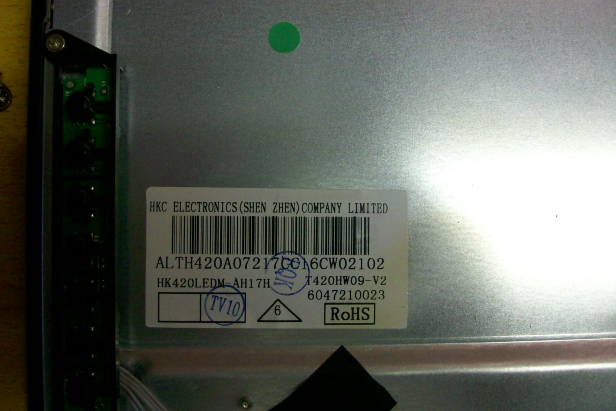 HKC ELECTRONICS(SHEN ZHEN)COMPANY LIMITED
ALTH420A07217CC16CW02102
HK420LEDM-AH17H T420HW09-V2
6047210023
TV10 6 RoHS